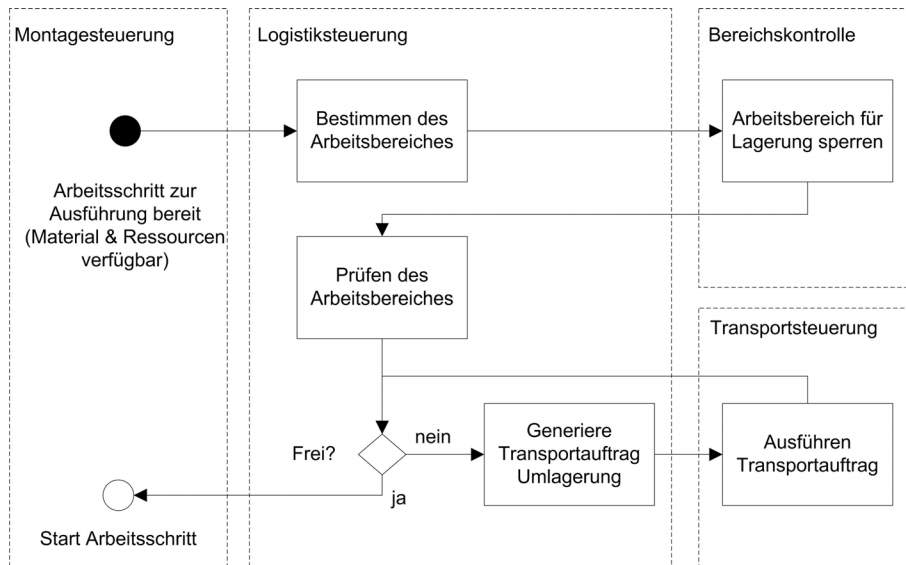 Montagesteuerung
Logistiksteuerung
Bereichskontrolle
Bestimmen des
Arbeitsbereiches
Arbeitsbereich für
Lagerung sperren
Arbeitsschritt zur
Ausführung bereit
(Material & Ressourcen
verfügbar)
Prüfen des
Arbeitsbereiches
Transportsteuerung
Frei?
nein
Generiere
Transportauftrag
Umlagerung
Ausführen
Transportauftrag
ja
Start Arbeitsschritt